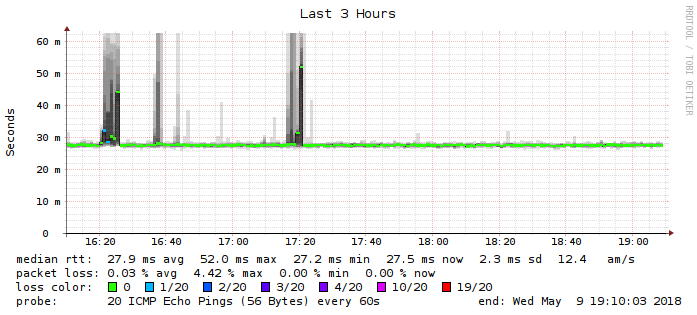 Last 3 Hours
RRDTOOL / TOBI OETIKER
Seconds
60 m
50 m
40 m
30 m
20 m
10 m
0
16:20 16:40 17:00 17:20 17:40 18:00 18:20 18:40 19:00
median rtt: 27.9 ms avg 52.0 ms max 27.2 ms min 27.5 ms now 2.3 ms sd 12.4 am/s
packet loss: 0.03 % avg 4.42 % max 0.00 % min 0.00 % now
loss color: 0 1/20 2/20 3/20 4/20 10/20 19/20
probe: 20 ICMP Echo Pings (56 Bytes) every 60s end: Wed May 9 19:10:03 2018